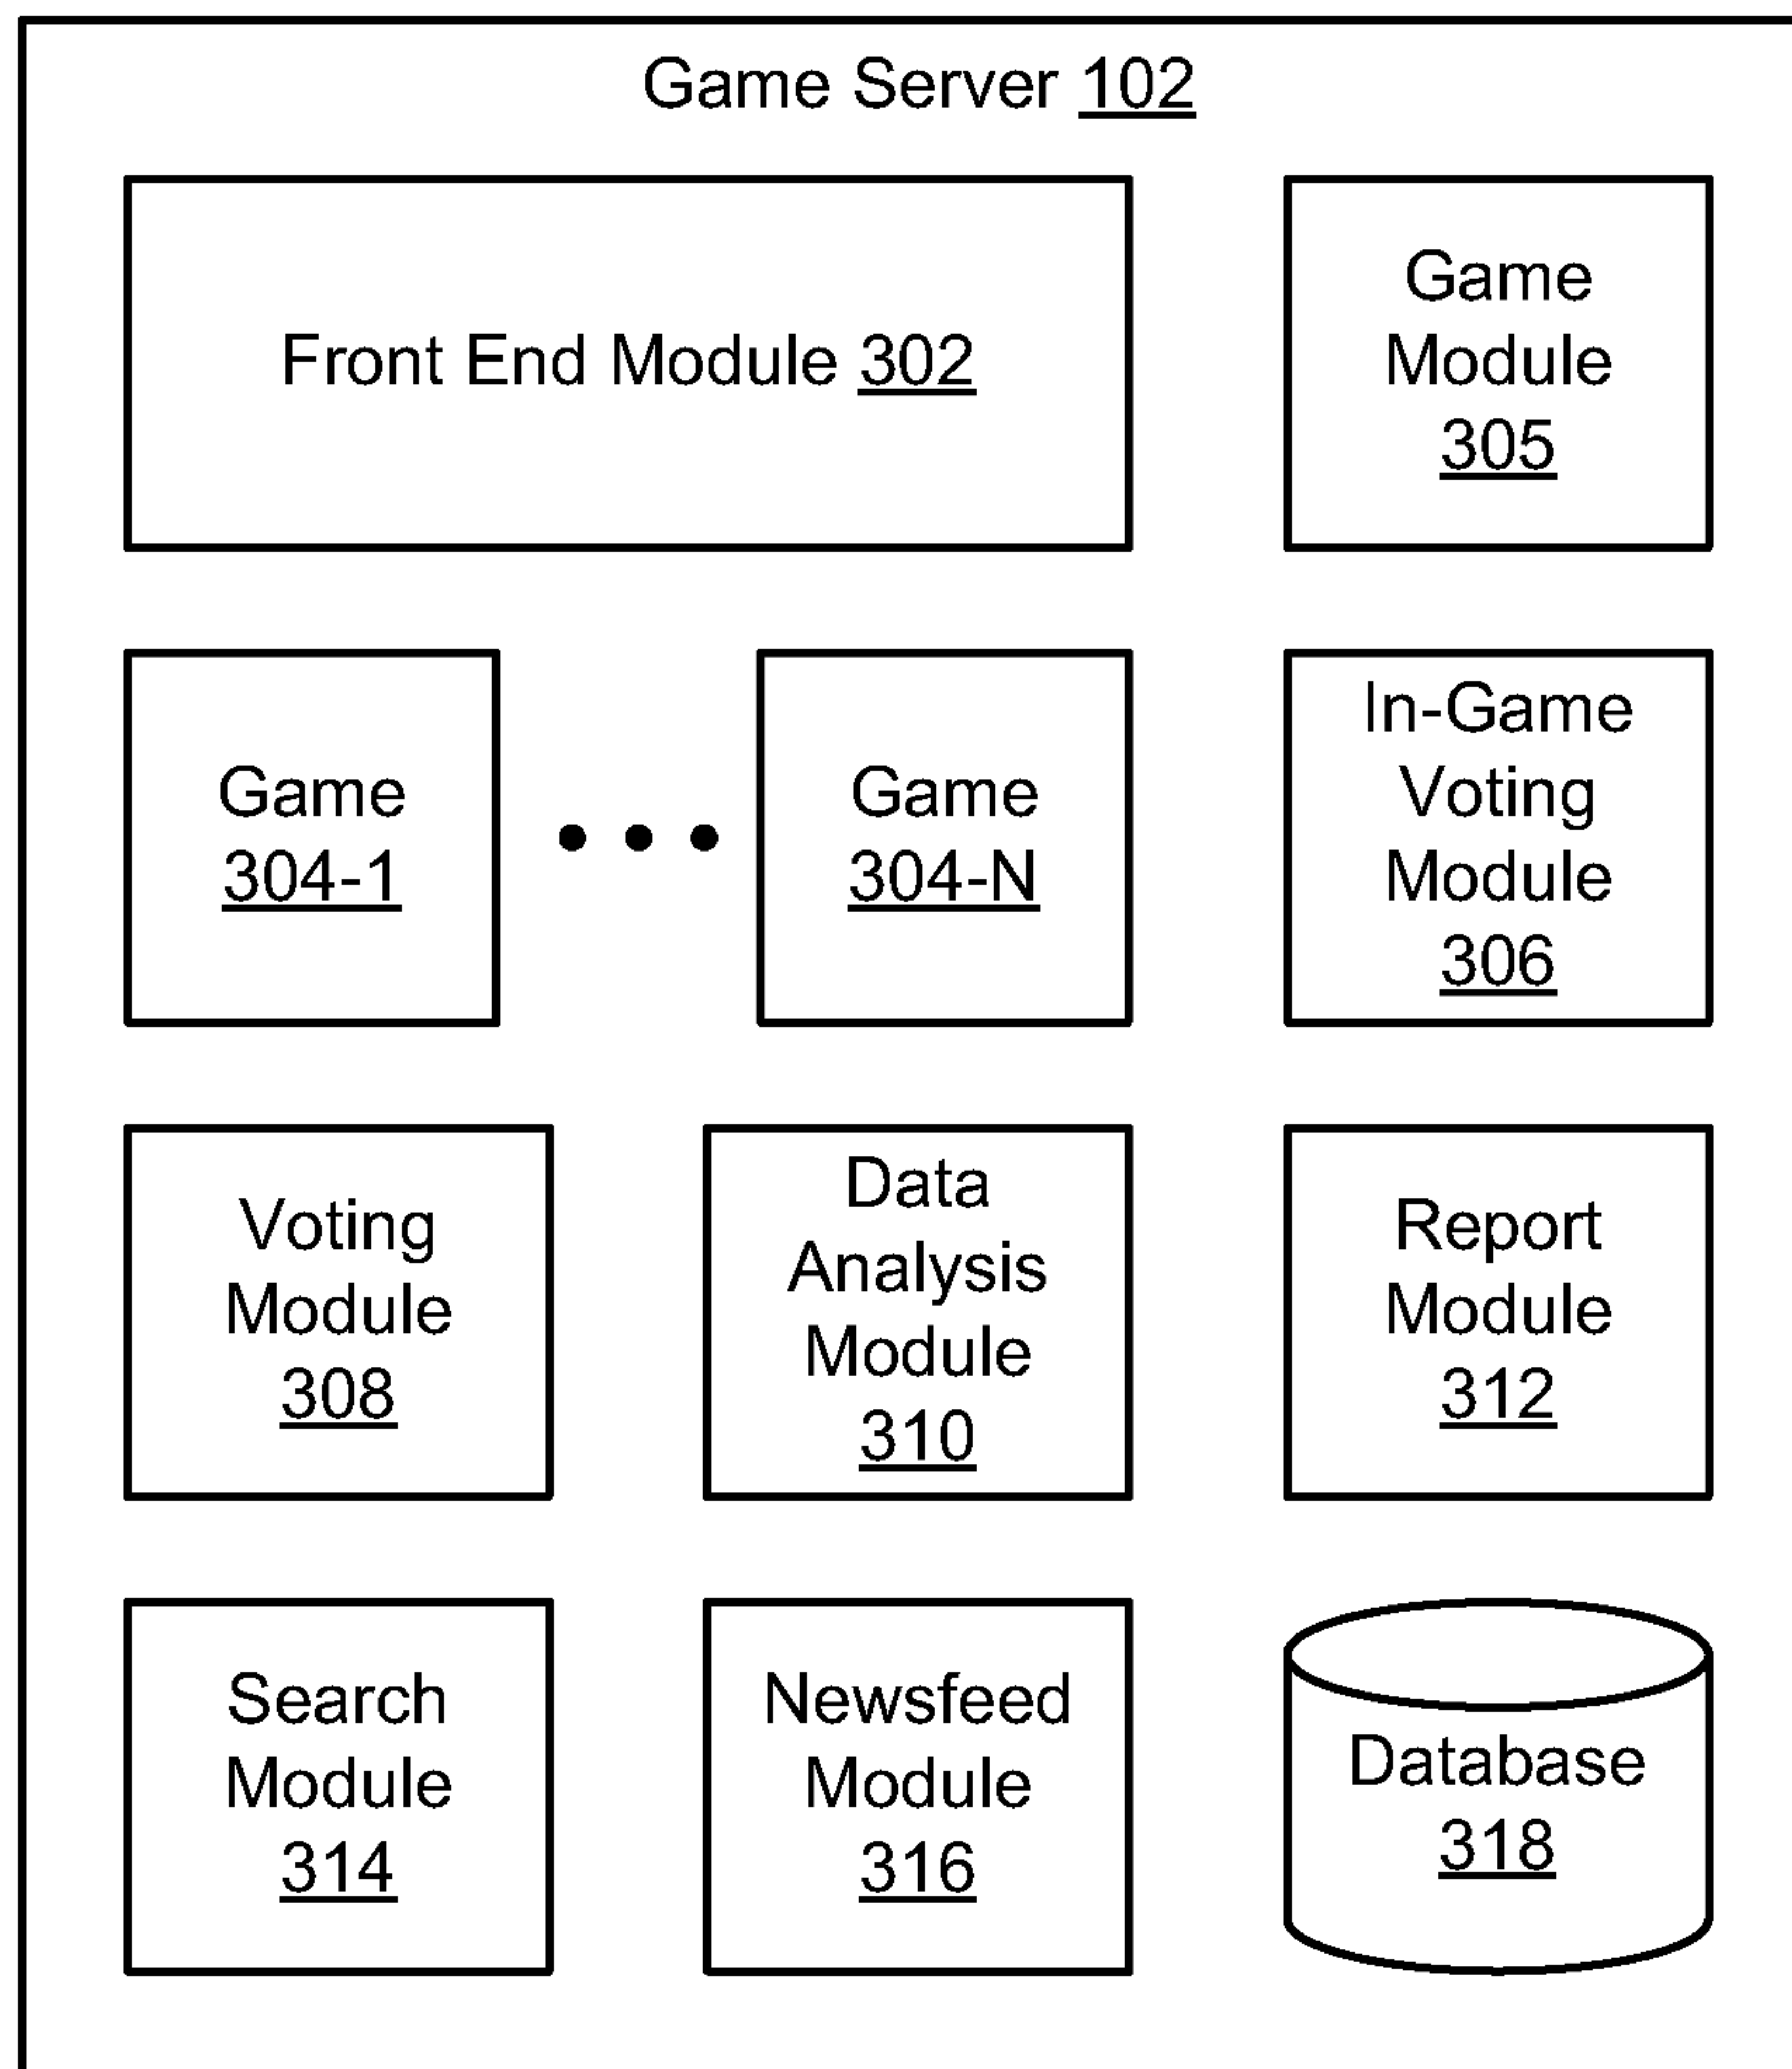 Game Server 102
Front End Module 302
Game
Module
305
Game
304-1
Game
304-N
In-Game
Voting
Module
306
Voting
Module
308
Data
Analysis
Module
310
Report
Module
312
Search
Module
314
Newsfeed
Module
316
Database
318